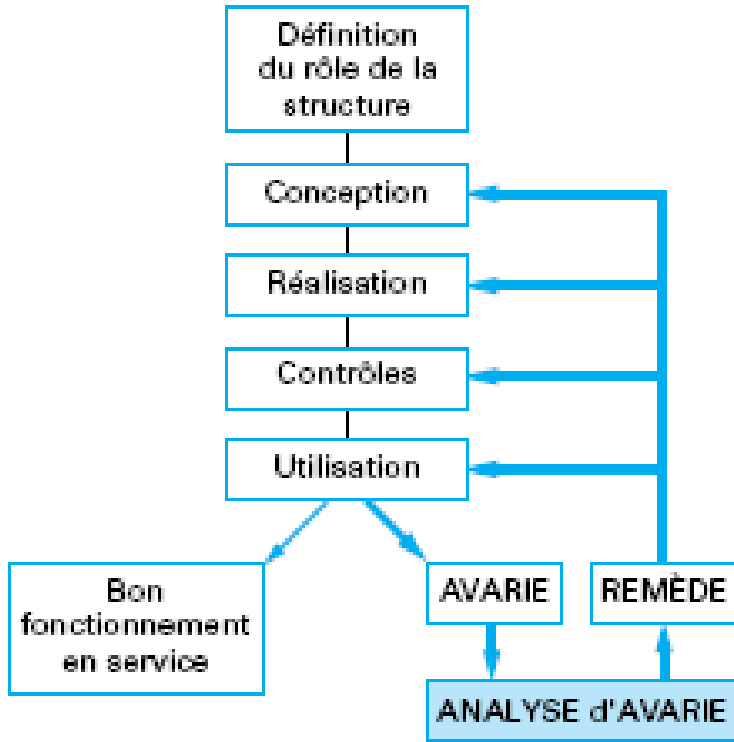 Définition
du rôle de la
structure
Conception
Réalisation
Contrôles
Utilisation
Bon
fonctionnement
en service
AVARIE
REMÈDE
ANALYSE d'AVARIE